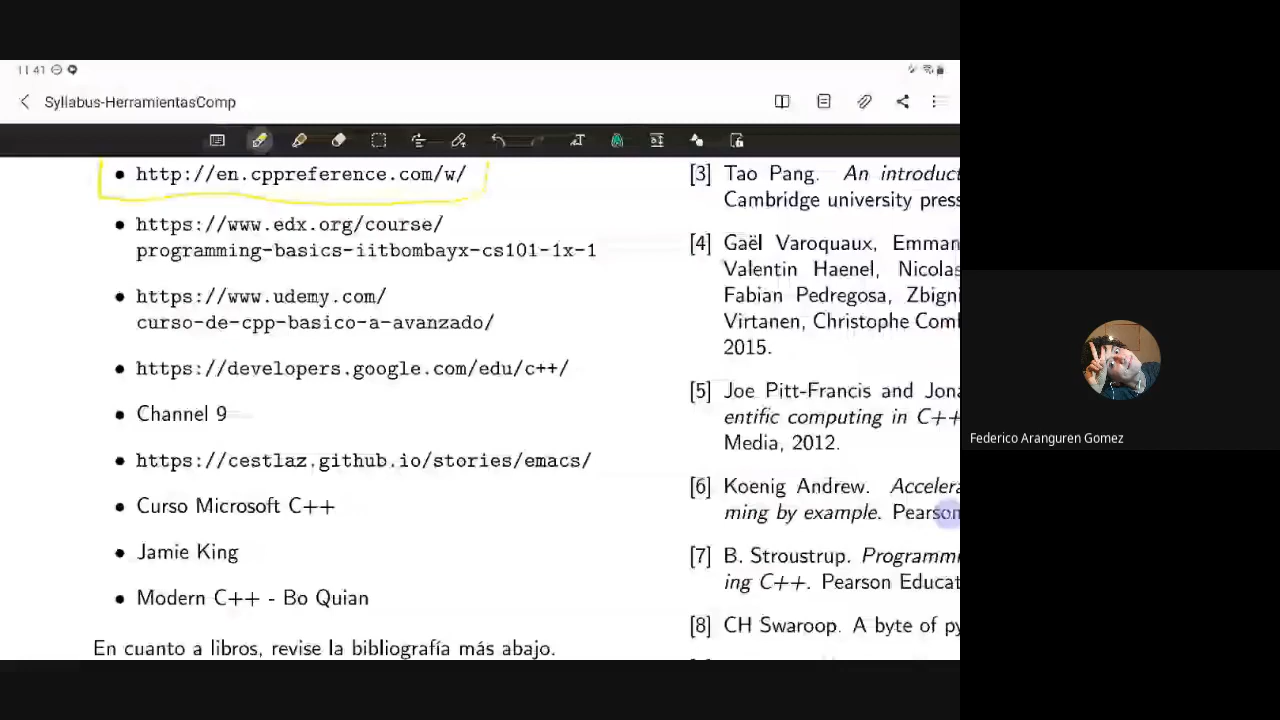 11:41
Syllabus-HerramientasComp
• http://en.cppreference.com/w/
• https://www.edx.org/course/
programming-basics-iitbombayx-cs101-1x-1
• https://www.udemy.com/
curso-de-cpp-basico-a-avanzado/
• https://developers.google.com/edu/c++/
• Channel 9
• https://cestlaz.github.io/stories/emacs/
• Curso Microsoft C++
• Jamie King
• Modern C++ - Bo Quian
En cuanto a libros, revise la bibliografía más abajo.
[3] Tao Pang. An introduct
Cambridge university press
[4] Gaël Varoquaux, Emman
Valentin Haenel, Nicolas
Fabian Pedregosa, Zbigni
Virtanen, Christophe Comb
2015.
[5] Joe Pitt-Francis and Jona
entific computing in C++
Media, 2012.
[6] Koenig Andrew. Accelera
ming by example. Pearson
[7] B. Stroustrup. Programmi
ing C++. Pearson Educat
[8] CH Swaroop. A byte of py
Federico Aranguren Gomez